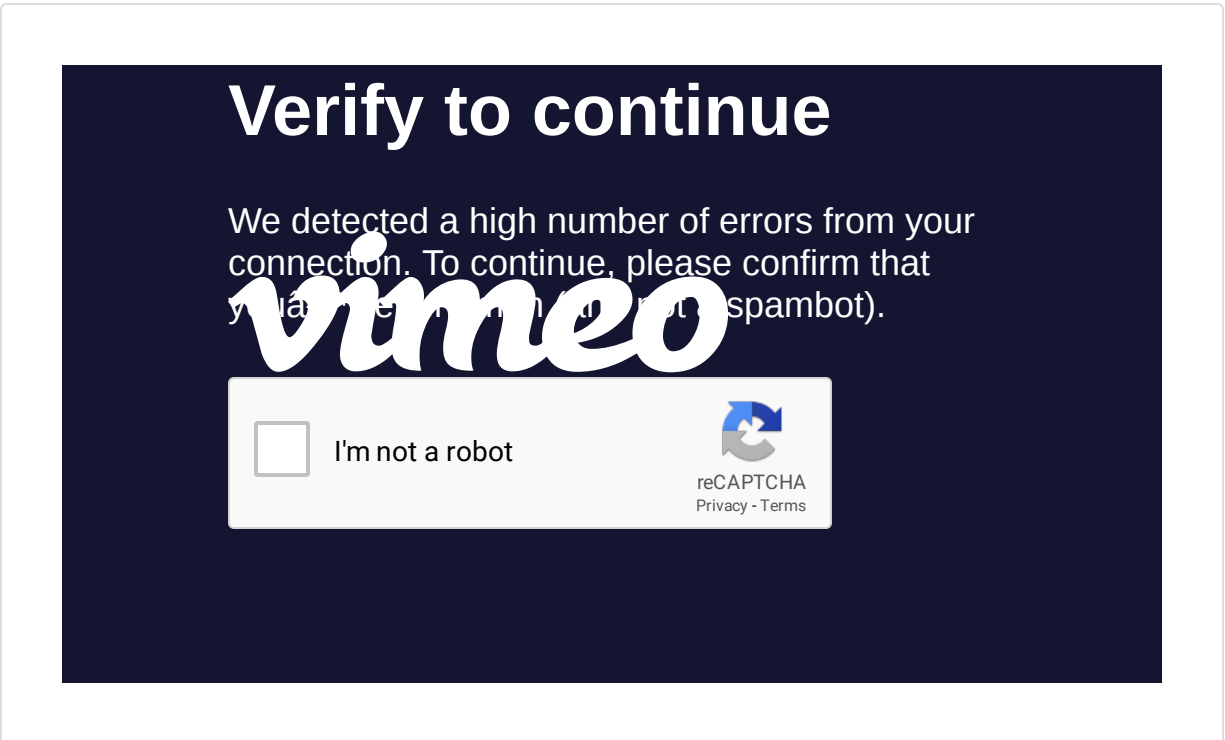 Verify to continue
We detected a high number of errors from your
connection. To continue, please confirm that
spambot).
vimeo
I'm not a robot
reCAPTCHA
Privacy - Terms